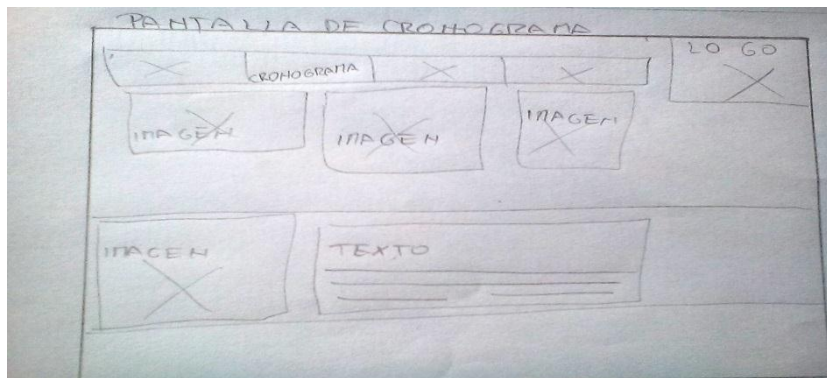 PANTALLA DE CRONOGRAMA
LOGO
CRONOGRAMA
IMAGEN
IMAGEN
IMAGEN
IMAGEN
TEXTO